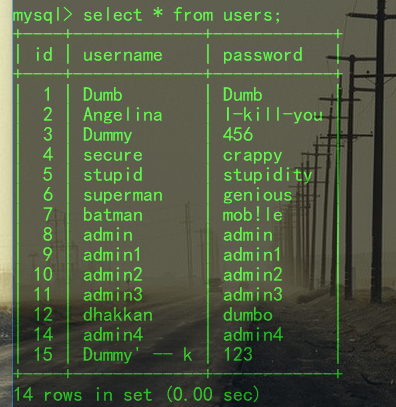 mysql> select * from users;
+----+--------------+------------+
| id | username     | password   |
+----+--------------+------------+
|  1 | Dumb         | Dumb       |
|  2 | Angelina     | I-kill-you |
|  3 | Dummy        | 456        |
|  4 | secure       | crappy     |
|  5 | stupid       | stupidity  |
|  6 | superman     | genious    |
|  7 | batman       | mob!le     |
|  8 | admin        | admin      |
|  9 | admin1       | admin1     |
| 10 | admin2       | admin2     |
| 11 | admin3       | admin3     |
| 12 | dhakkan      | dumbo      |
| 14 | admin4       | admin4     |
| 15 | Dummy' -- k  | 123        |
+----+--------------+------------+
14 rows in set (0.00 sec)